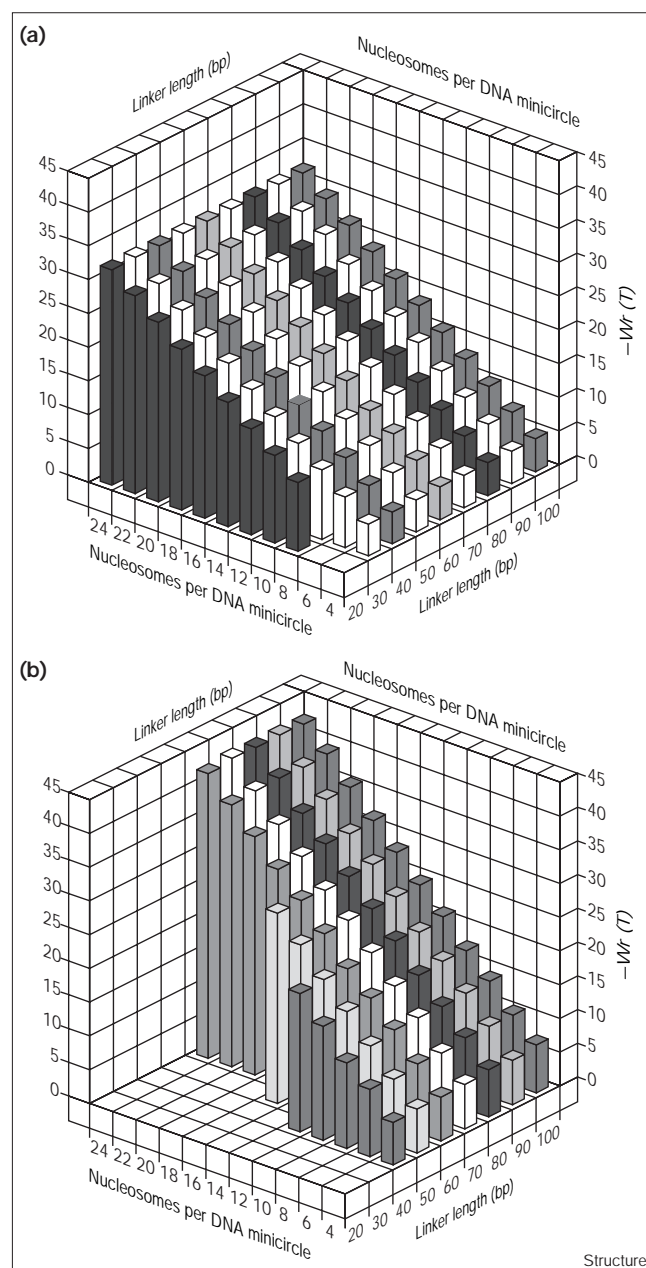 (a)
Linker length (bp)
Nucleosomes per DNA minicircle
45
40
35
30
25
20
15
10
5
0
45
40
35
30
25
20
15
10
5
0
−Wr (T)
24 22 20 18 16 14 12 10 8 6 4
20 30 40 50 60 70 80 90 100
Nucleosomes per DNA minicircle
Linker length (bp)
(b)
Linker length (bp)
Nucleosomes per DNA minicircle
45
40
35
30
25
20
15
10
5
0
45
40
35
30
25
20
15
10
5
0
−Wr (T)
24 22 20 18 16 14 12 10 8 6 4
20 30 40 50 60 70 80 90 100
Nucleosomes per DNA minicircle
Linker length (bp)
Structure